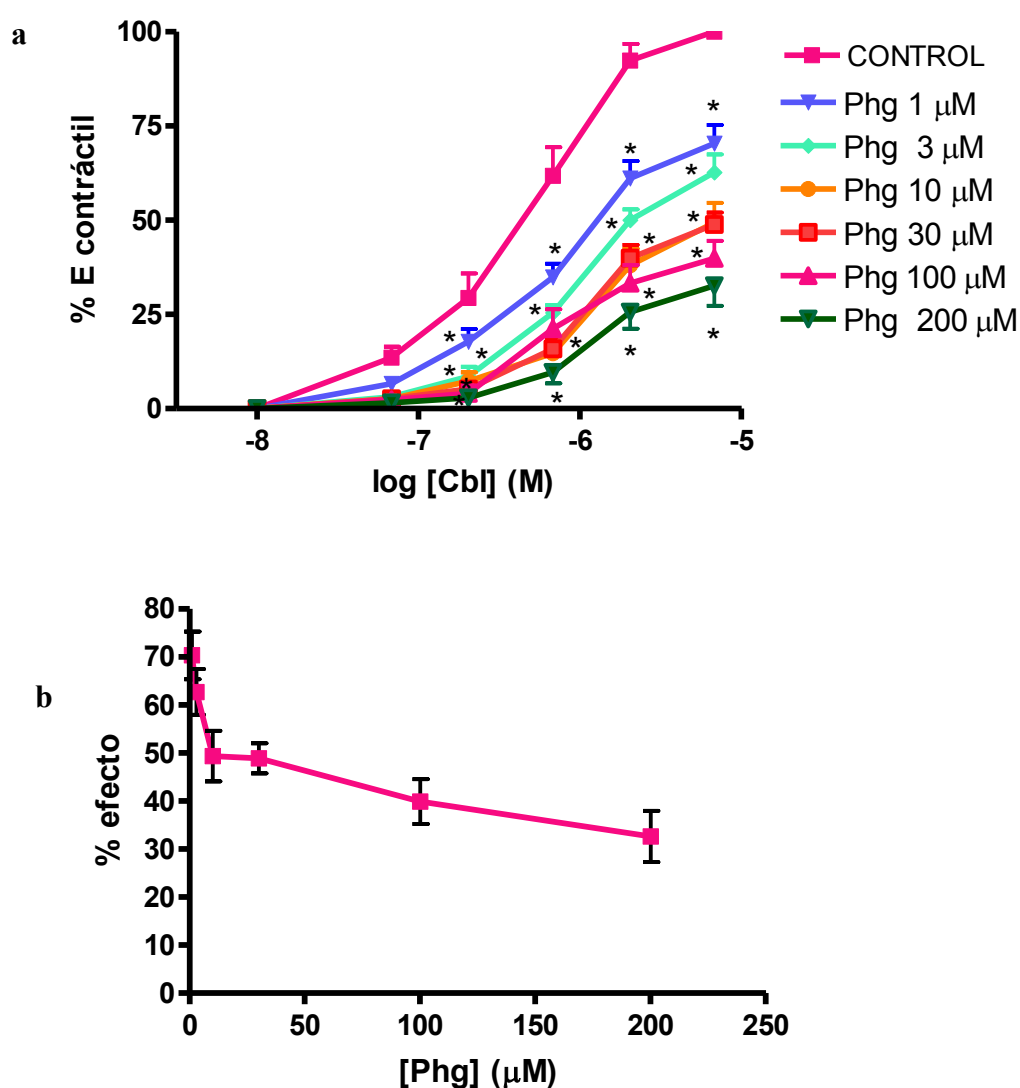 a
100
75
50
25
0
% E contráctil
-8 -7 -6 -5
log [Cbl] (M)
CONTROL
Phg 1 μM
Phg 3 μM
Phg 10 μM
Phg 30 μM
Phg 100 μM
Phg 200 μM
* * * * * * * * * * * * * * * * * * * *
b
80
70
60
50
40
30
20
10
0
% efecto
0 50 100 150 200 250
[Phg] (μM)